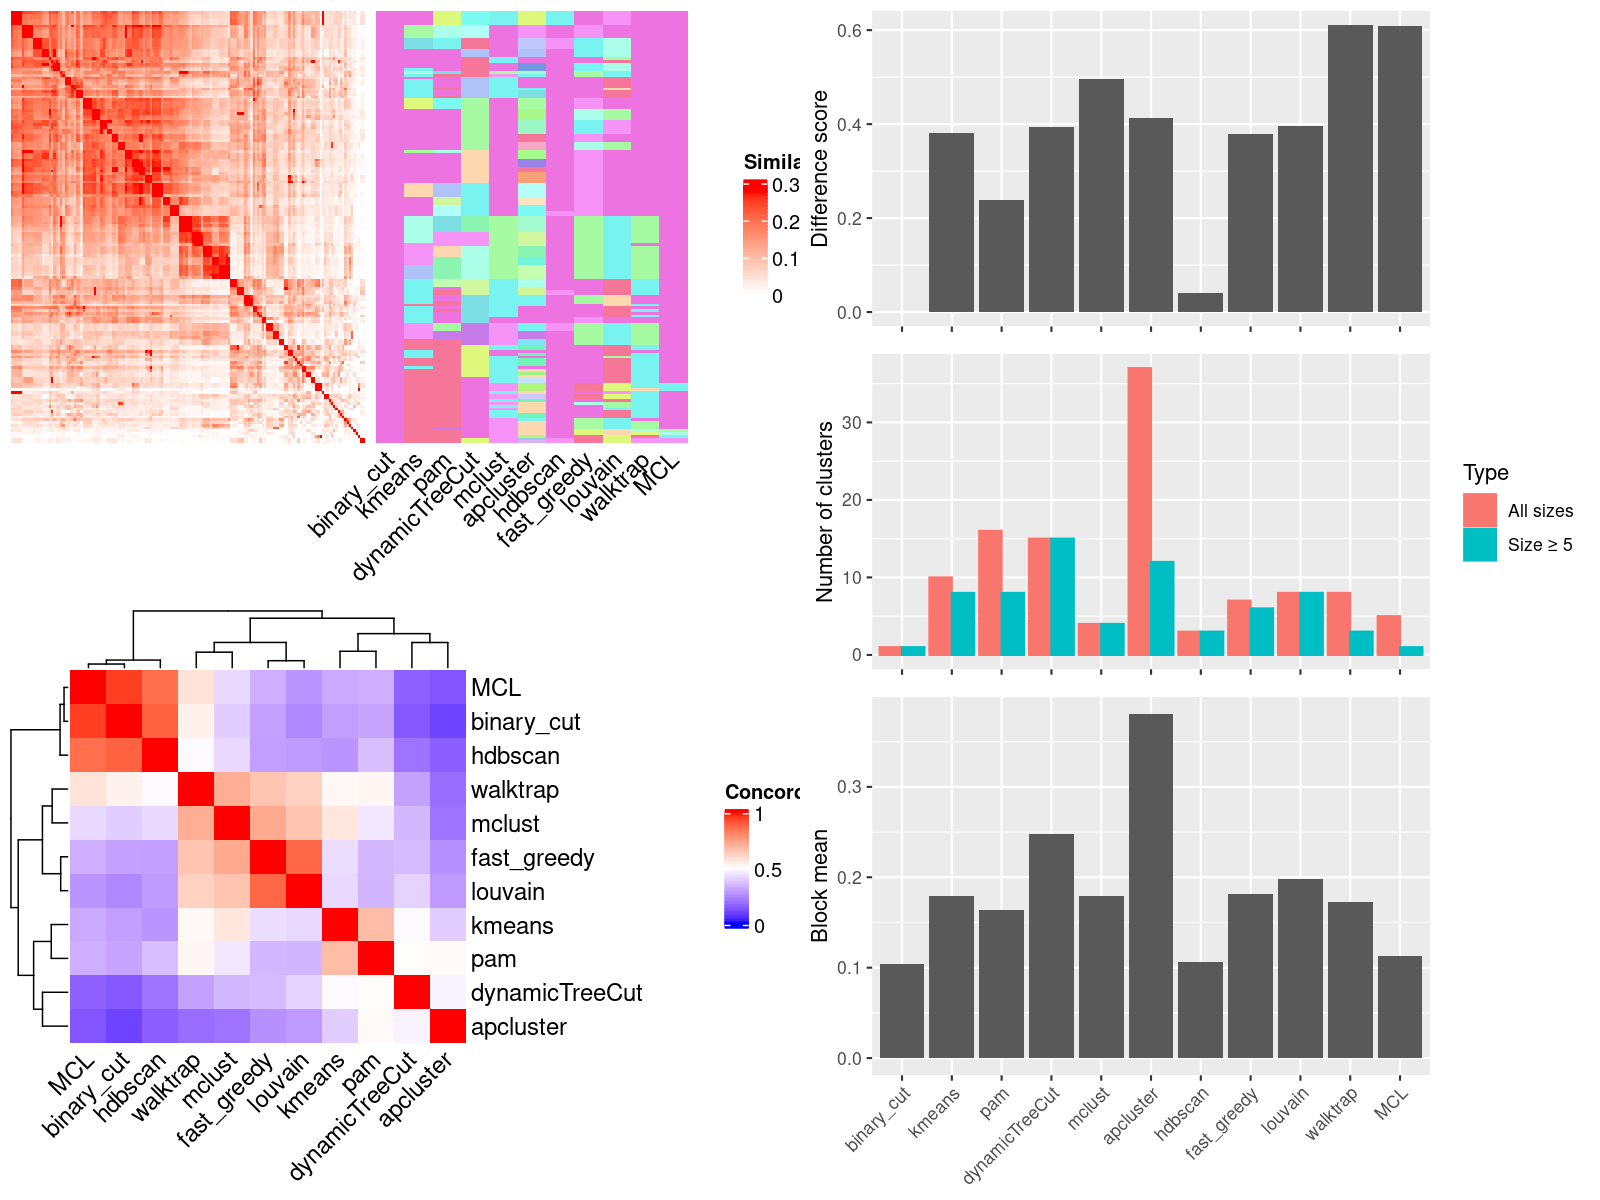 Simila
0.3
0.2
0.1
0
binary_cut
kmeans
pam
dynamicTreeCut
mclust
apcluster
hdbscan
fast_greedy
louvain
walktrap
MCL
MCL
binary_cut
hdbscan
walktrap
mclust
fast_greedy
louvain
kmeans
pam
dynamicTreeCut
apcluster
MCL
binary_cut
hdbscan
walktrap
mclust
fast_greedy
louvain
kmeans
pam
dynamicTreeCut
apcluster
Concord
1
0.5
0
Difference score
0.6
0.4
0.2
0.0
Number of clusters
30
20
10
0
Type
All sizes
Size ≥ 5
Block mean
0.3
0.2
0.1
0.0
binary_cut
kmeans
pam
dynamicTreeCut
mclust
apcluster
hdbscan
fast_greedy
louvain
walktrap
MCL